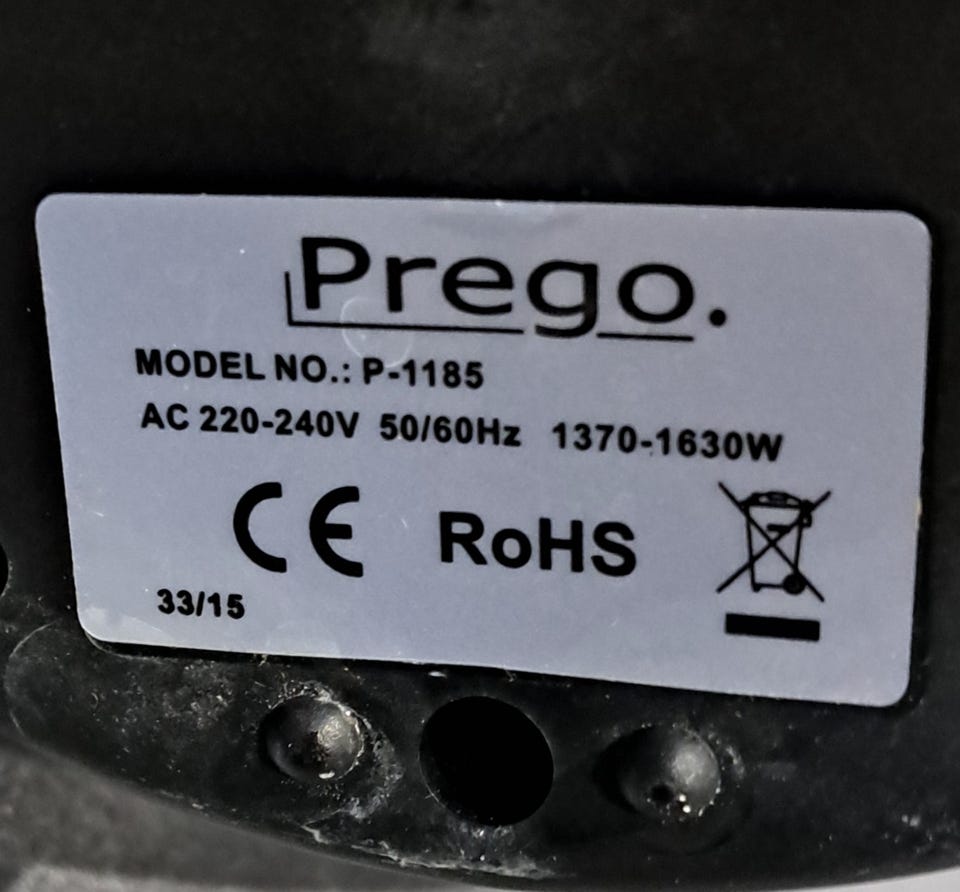 Prego.
MODEL NO.: P-1185
AC 220-240V 50/60Hz 1370-1630W
CE RoHS
33/15